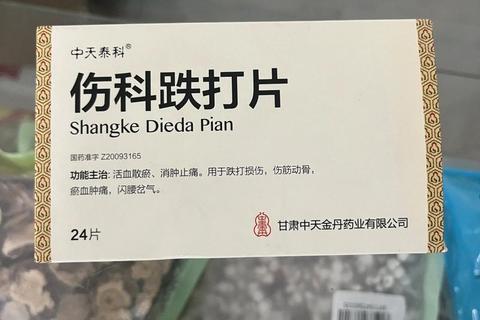 中天泰科®
伤科跌打片
Shangke Dieda Pian
国药准字 Z20093165
功能主治: 活血散瘀、消肿止痛。用于跌打损伤，伤筋动骨，
瘀血肿痛，闪腰岔气。
24片
甘肃中天金丹药业有限公司